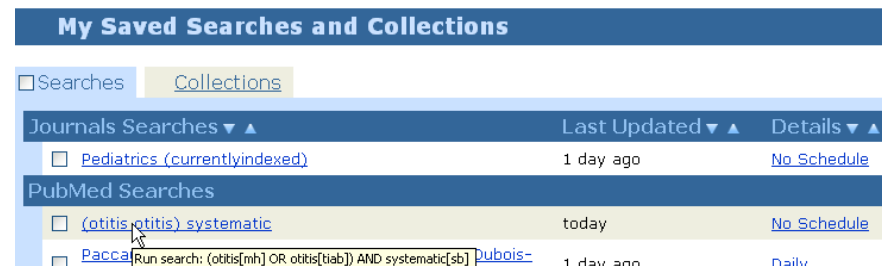 My Saved Searches and Collections
Searches Collections
Journals Searches Last Updated Details
Pediatrics (currentlyindexed) 1 day ago No Schedule
PubMed Searches
(otitis otitis) systematic today No Schedule
Run search: (otitis[mh] OR otitis[tiab]) AND systematic[sb] Dubois-
1 day ago Daily